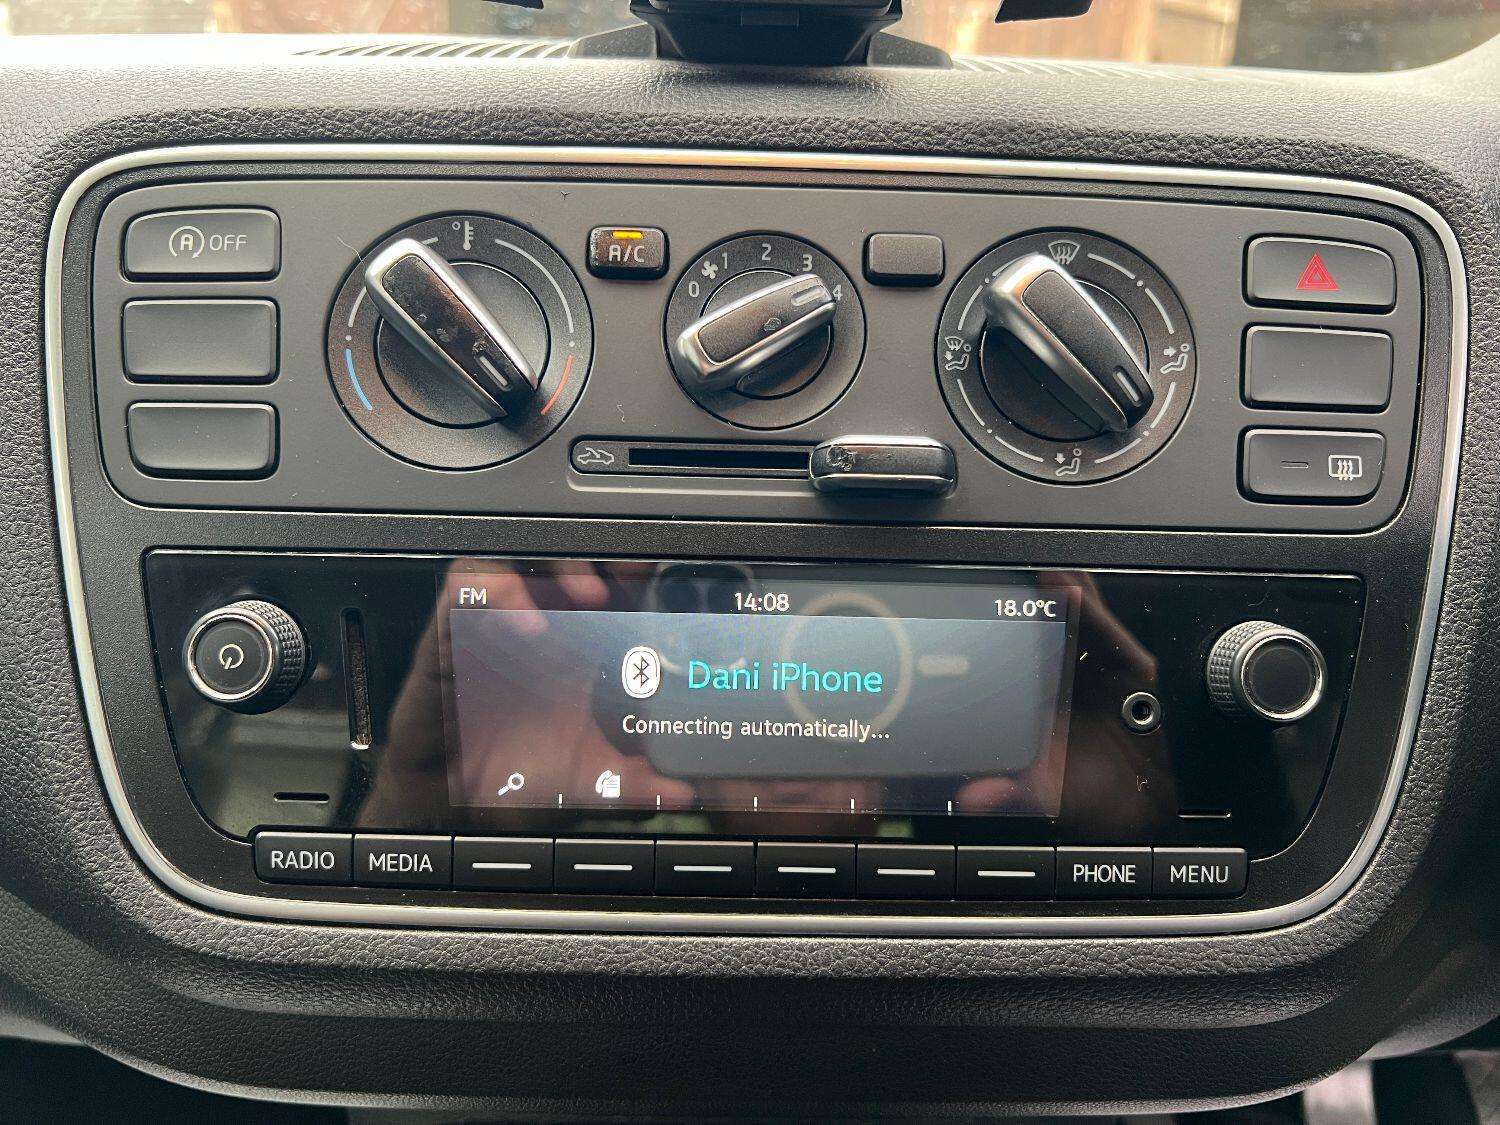 A OFF
A/C
0 1 2 3 4
FM 14:08 18.0°C
Dani iPhone
Connecting automatically...
RADIO MEDIA PHONE MENU